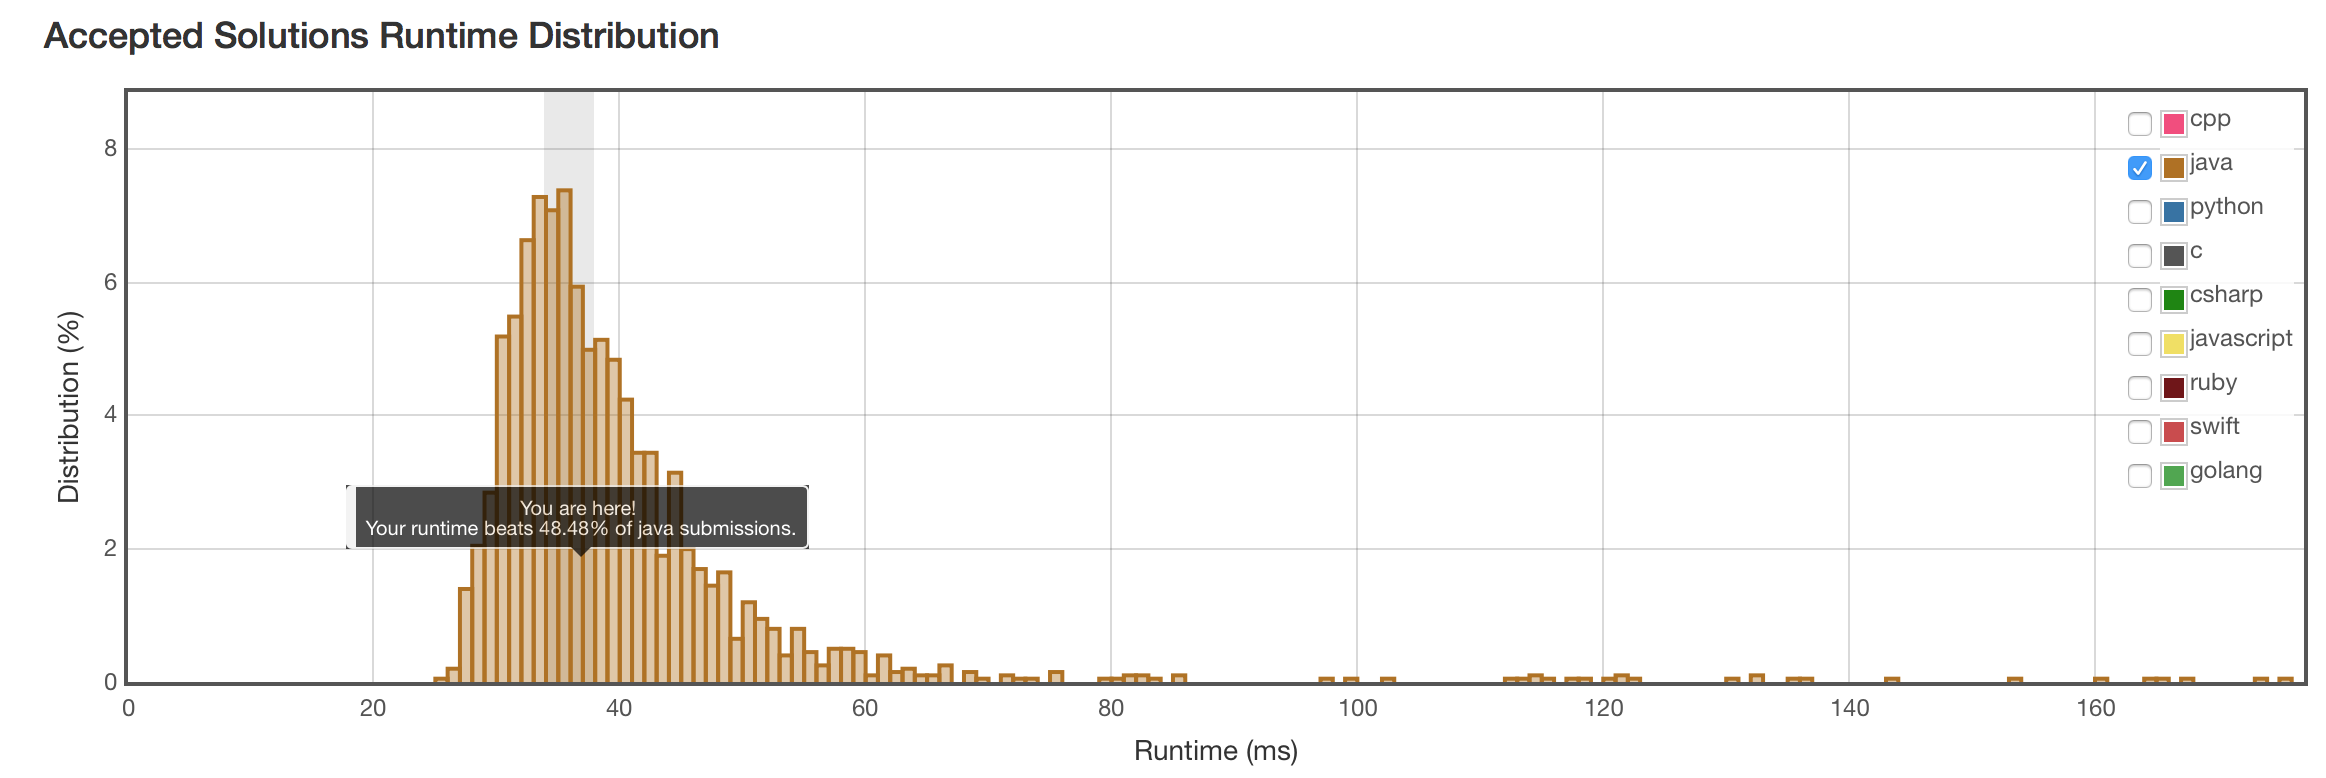 Accepted Solutions Runtime Distribution
8
6
4
2
0
Distribution (%)
You are here!
Your runtime beats 48.48% of java submissions.
cpp
java
python
c
csharp
javascript
ruby
swift
golang
0 20 40 60 80 100 120 140 160
Runtime (ms)